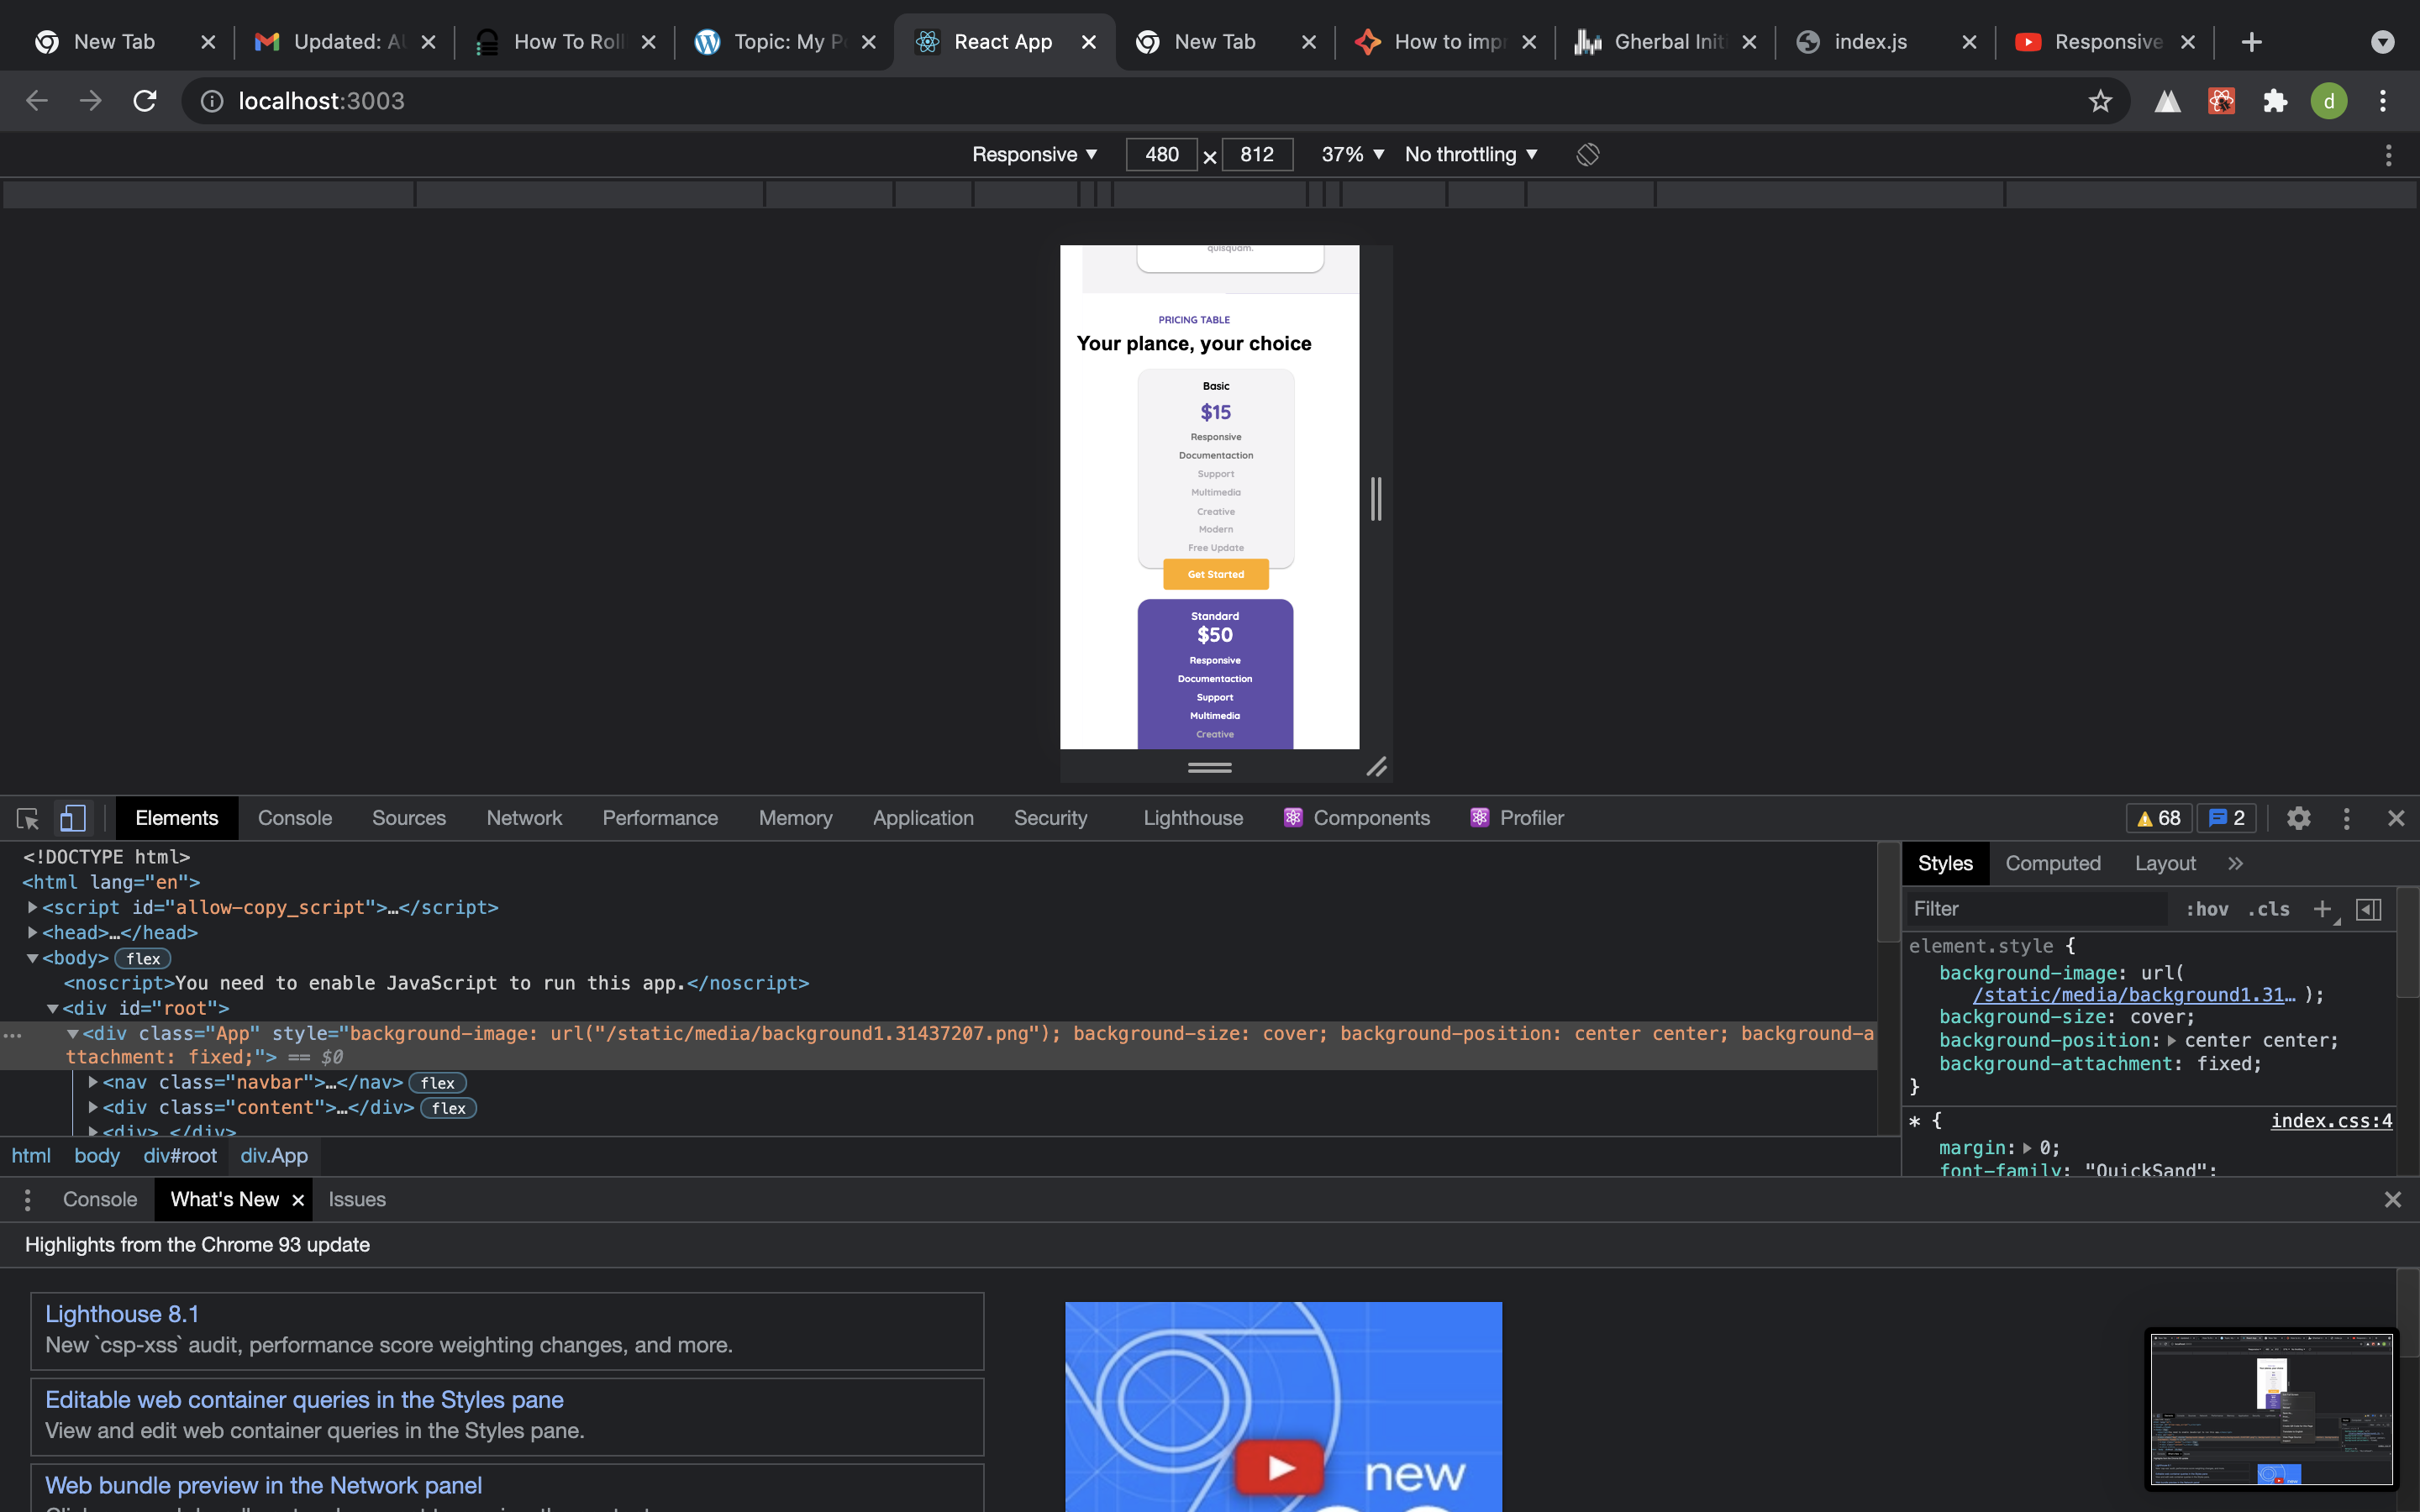 New Tab
Updated: A
How To Roll
Topic: My P
React App
New Tab
How to imp
Gherbal Initi
index.js
Responsive
localhost:3003
d
Responsive ▼ 480 × 812 37% ▼ No throttling ▼
quisquam.
PRICING TABLE
Your plance, your choice
Basic
$15
Responsive
Documentaction
Support
Multimedia
Creative
Modern
Free Update
Get Started
Standard
$50
Responsive
Documentaction
Support
Multimedia
Creative
Elements Console Sources Network Performance Memory Application Security Lighthouse Components Profiler 68 2
<!DOCTYPE html>
<html lang="en">
<script id="allow-copy_script">…</script>
<head>…</head>
<body> flex
<noscript>You need to enable JavaScript to run this app.</noscript>
<div id="root">
<div class="App" style="background-image: url("/static/media/background1.31437207.png"); background-size: cover; background-position: center center; background-a
ttachment: fixed;"> == $0
<nav class="navbar">…</nav> flex
<div class="content">…</div> flex
<div>…</div>
html body div#root div.App
Styles Computed Layout »
Filter :hov .cls +
element.style {
background-image: url(
/static/media/background1.31… );
background-size: cover;
background-position: center center;
background-attachment: fixed;
}
* { index.css:4
margin: 0;
font-family: "QuickSand";
Console What's New × Issues
Highlights from the Chrome 93 update
Lighthouse 8.1
New `csp-xss` audit, performance score weighting changes, and more.
Editable web container queries in the Styles pane
View and edit web container queries in the Styles pane.
Web bundle preview in the Network panel
new